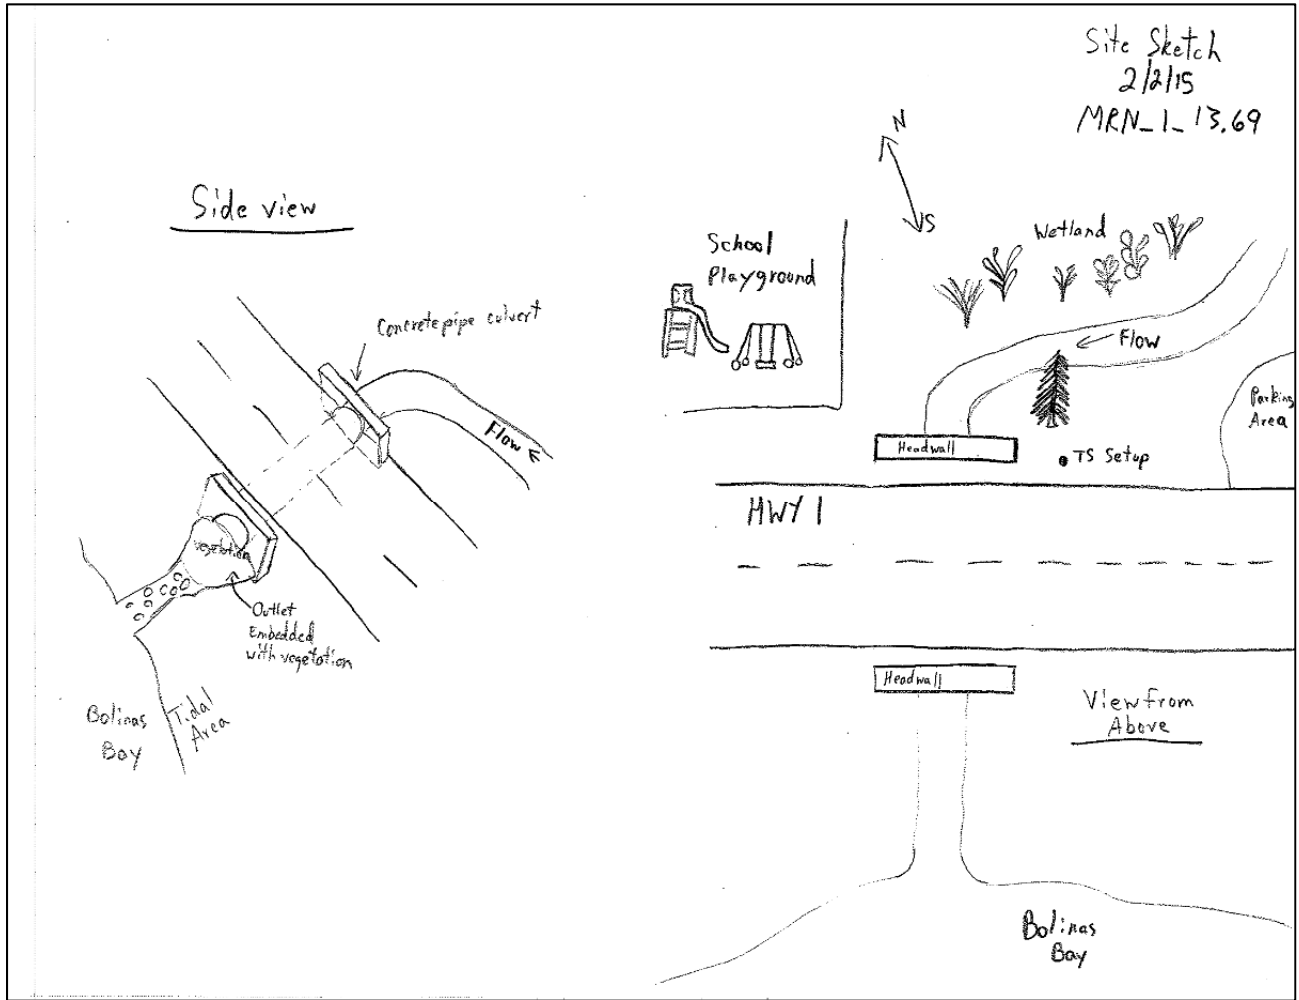 Site Sketch
2/2/15
MRN_1_13.69
Side view
Concrete pipe culvert
Flow
Vegetation
Outlet
Embedded
with vegetation
Bolinas
Bay
Tidal
Area
N
S
School
Playground
Wetland
Flow
Parking
Area
Headwall
TS Setup
HWY 1
Headwall
View from
Above
Bolinas
Bay